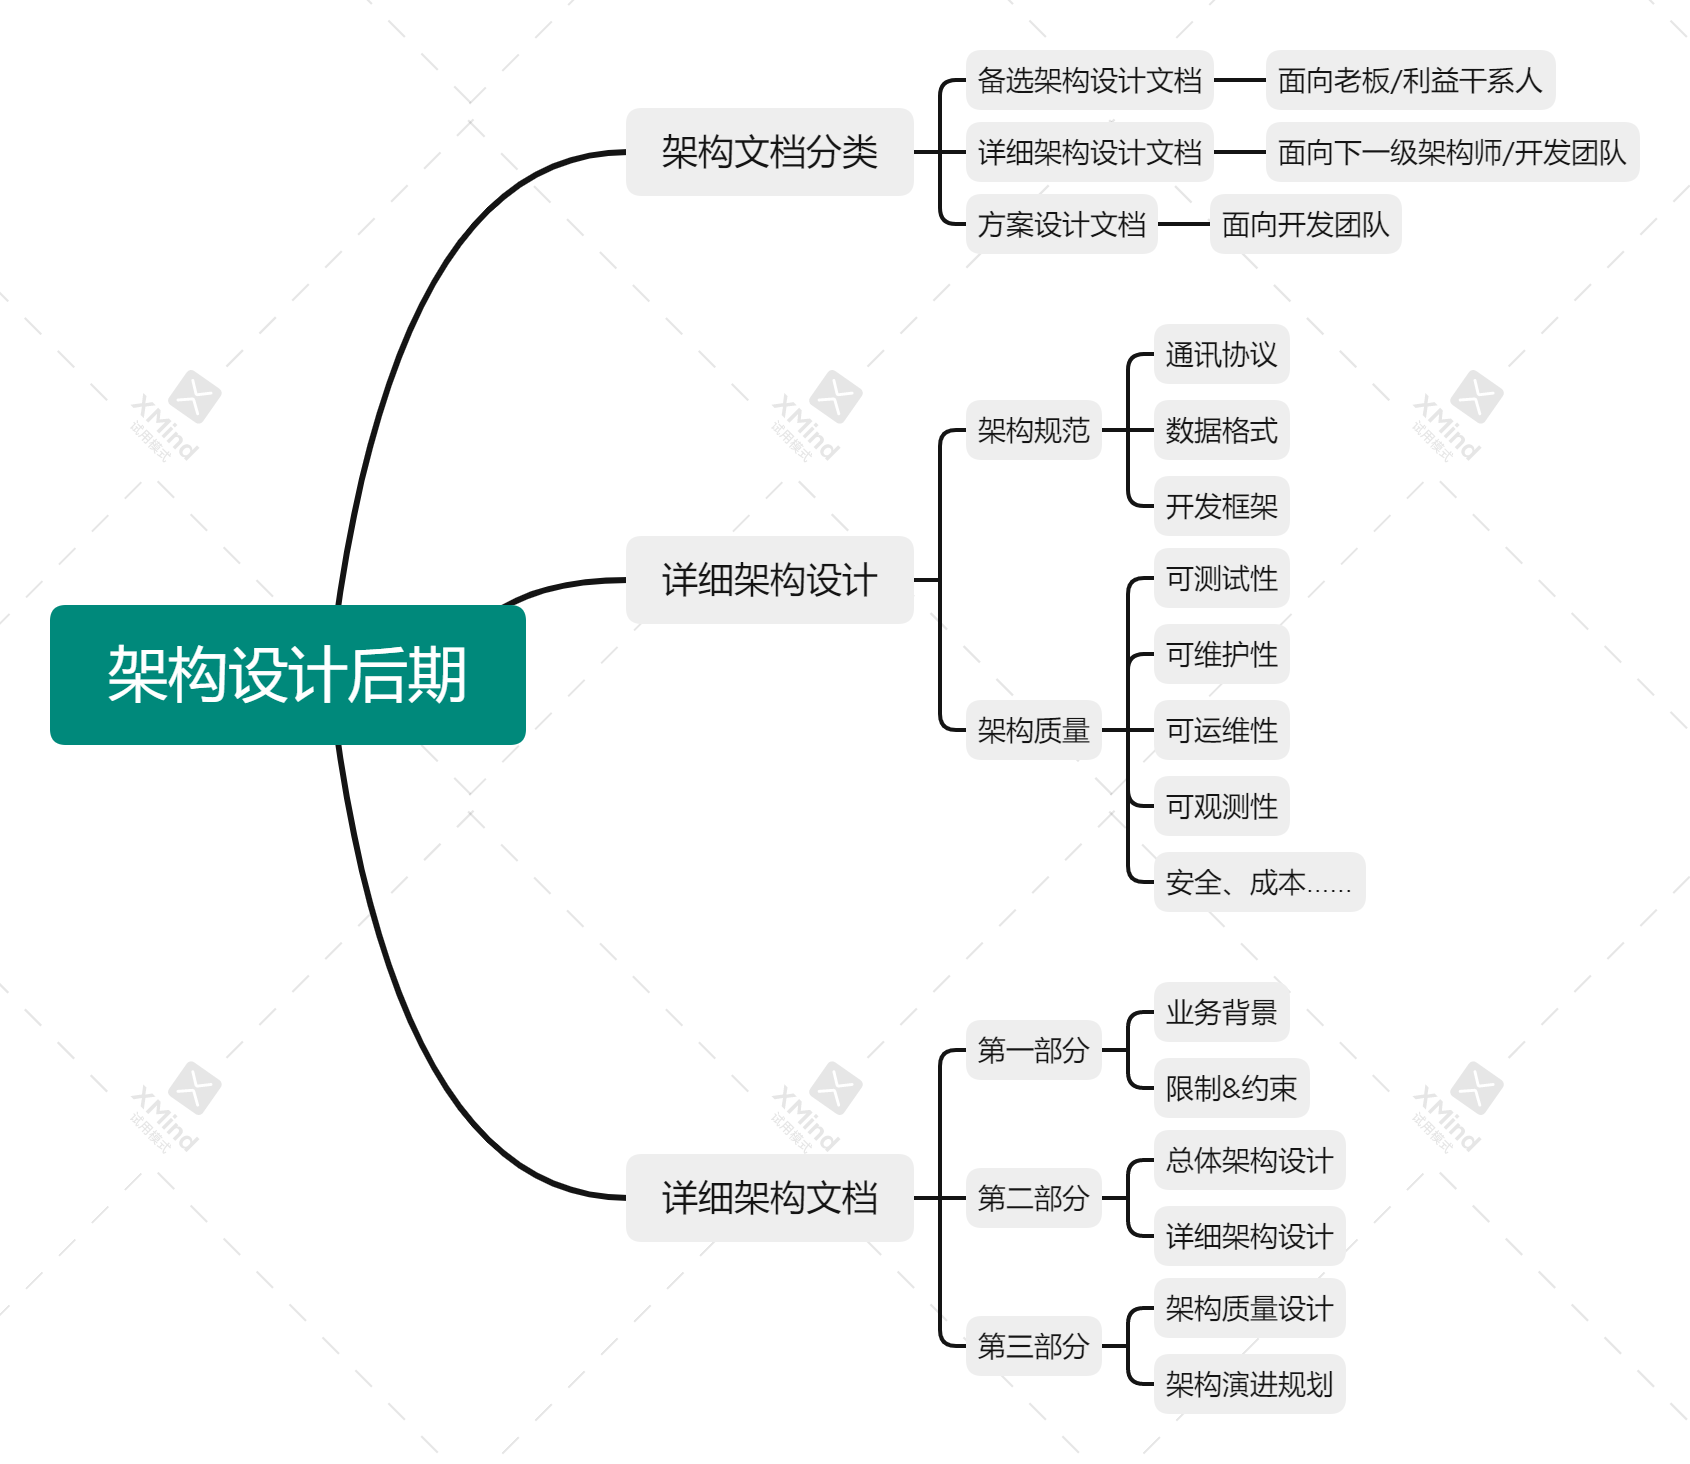 架构设计后期
架构文档分类
备选架构设计文档
面向老板/利益干系人
详细架构设计文档
面向下一级架构师/开发团队
方案设计文档
面向开发团队
详细架构设计
架构规范
通讯协议
数据格式
开发框架
架构质量
可测试性
可维护性
可运维性
可观测性
安全、成本......
详细架构文档
第一部分
业务背景
限制&约束
第二部分
总体架构设计
详细架构设计
第三部分
架构质量设计
架构演进规划
XMind
试用模式
XMind
试用模式
XMind
试用模式
XMind
试用模式
XMind
试用模式
XMind
试用模式